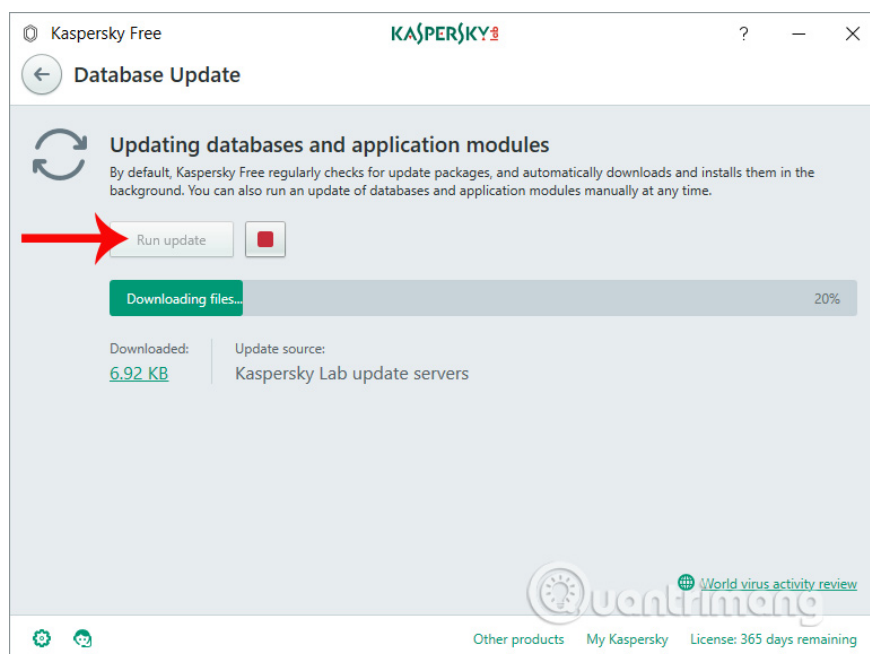 Kaspersky Free
KASPERSKY lab
?
Database Update
Updating databases and application modules
By default, Kaspersky Free regularly checks for update packages, and automatically downloads and installs them in the
background. You can also run an update of databases and application modules manually at any time.
Run update
Downloading files...
20%
Downloaded:
Update source:
6.92 KB
Kaspersky Lab update servers
World virus activity review
Quantrimang
Other products
My Kaspersky
License: 365 days remaining